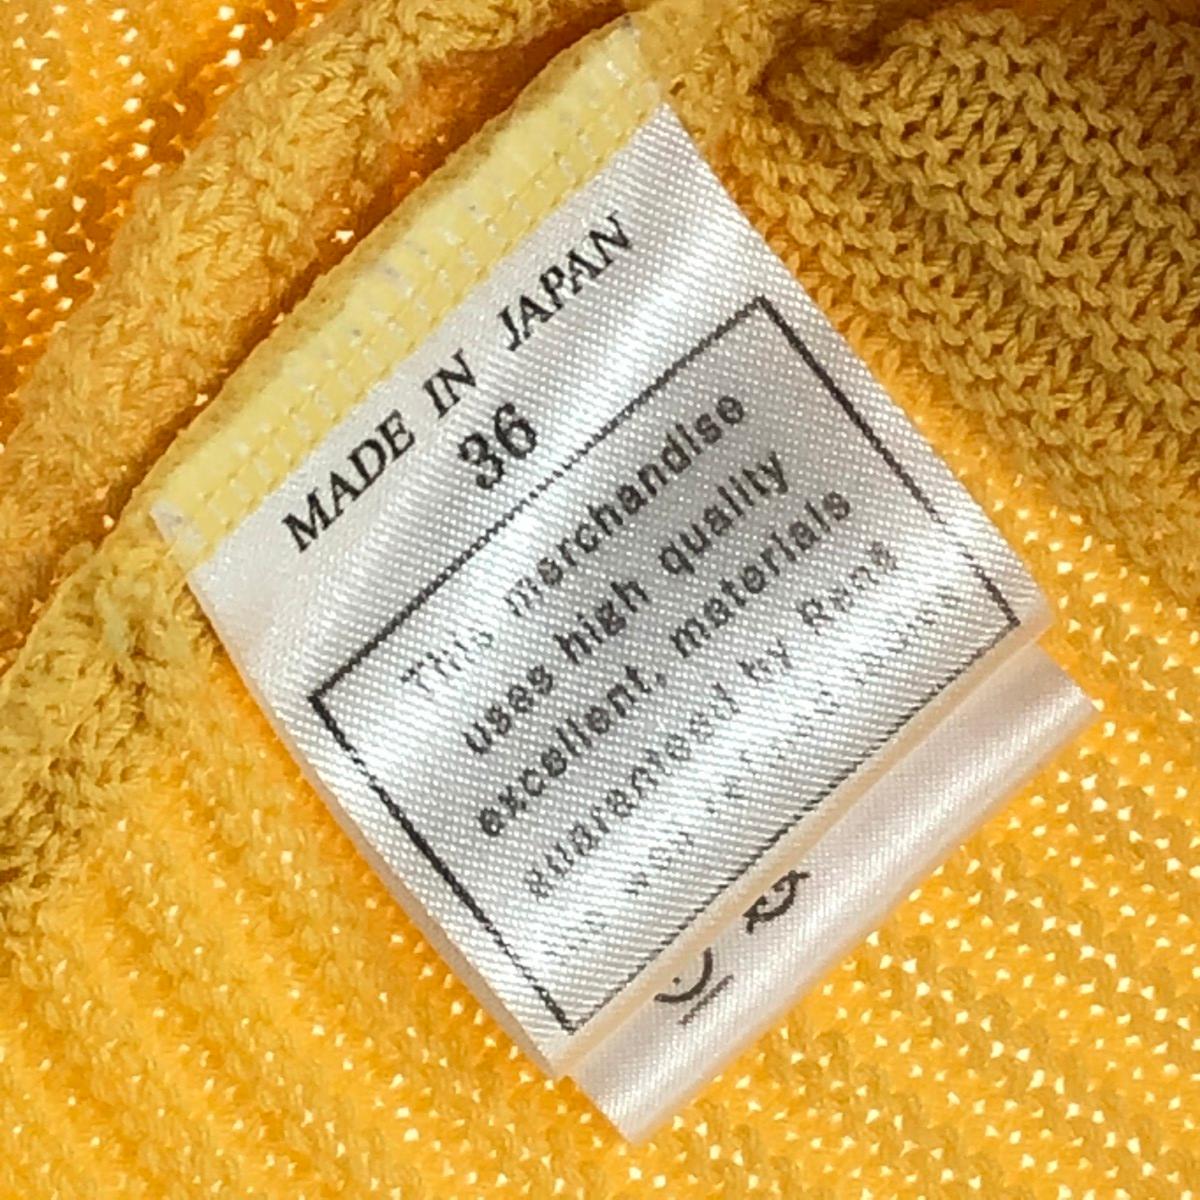 MADE IN JAPAN
36
This merchandise
uses high quality
excellent, materials
guaranteed by René